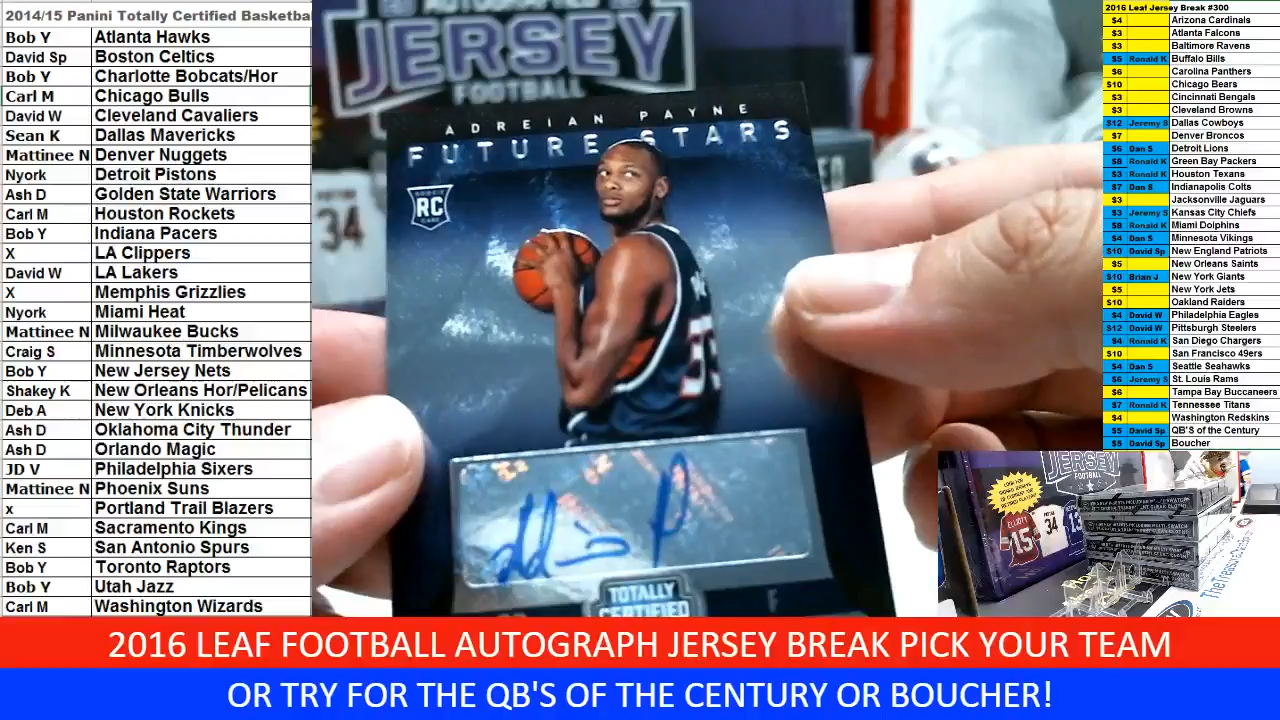 2014/15 Panini Totally Certified Basketba
Bob Y Atlanta Hawks
David Sp Boston Celtics
Bob Y Charlotte Bobcats/Hor
Carl M Chicago Bulls
David W Cleveland Cavaliers
Sean K Dallas Mavericks
Mattinee N Denver Nuggets
Nyork Detroit Pistons
Ash D Golden State Warriors
Carl M Houston Rockets
Bob Y Indiana Pacers
X LA Clippers
David W LA Lakers
X Memphis Grizzlies
Nyork Miami Heat
Mattinee N Milwaukee Bucks
Craig S Minnesota Timberwolves
Bob Y New Jersey Nets
Shakey K New Orleans Hor/Pelicans
Deb A New York Knicks
Ash D Oklahoma City Thunder
Ash D Orlando Magic
JD V Philadelphia Sixers
Mattinee N Phoenix Suns
x Portland Trail Blazers
Carl M Sacramento Kings
Ken S San Antonio Spurs
Bob Y Toronto Raptors
Bob Y Utah Jazz
Carl M Washington Wizards
JERSEY
FOOTBALL
34
ADREIAN PAYNE
FUTURE STARS
RC
TOTALLY
CERTIFIED
F
2016 Leaf Jersey Break #300
$4 Arizona Cardinals
$3 Atlanta Falcons
$3 Baltimore Ravens
$5 Ronald K Buffalo Bills
$6 Carolina Panthers
$10 Chicago Bears
$3 Cincinnati Bengals
$3 Cleveland Browns
$12 Jeremy S Dallas Cowboys
$7 Denver Broncos
$6 Dan S Detroit Lions
$8 Ronald K Green Bay Packers
$3 Ronald K Houston Texans
$7 Dan S Indianapolis Colts
$3 Jacksonville Jaguars
$3 Jeremy S Kansas City Chiefs
$8 Ronald K Miami Dolphins
$4 Dan S Minnesota Vikings
$10 David Sp New England Patriots
$5 New Orleans Saints
$10 Brian J New York Giants
$5 New York Jets
$10 Oakland Raiders
$4 David W Philadelphia Eagles
$12 David W Pittsburgh Steelers
$4 Ronald K San Diego Chargers
$10 San Francisco 49ers
$4 Dan S Seattle Seahawks
$6 Jeremy S St. Louis Rams
$6 Tampa Bay Buccaneers
$7 Ronald K Tennessee Titans
$4 Washington Redskins
$5 David Sp QB'S of the Century
$5 David Sp Boucher
JERSEY
FOOTBALL
ELLIOTT
15
34
13
2016 LEAF FOOTBALL AUTOGRAPH JERSEY BREAK PICK YOUR TEAM
OR TRY FOR THE QB'S OF THE CENTURY OR BOUCHER!